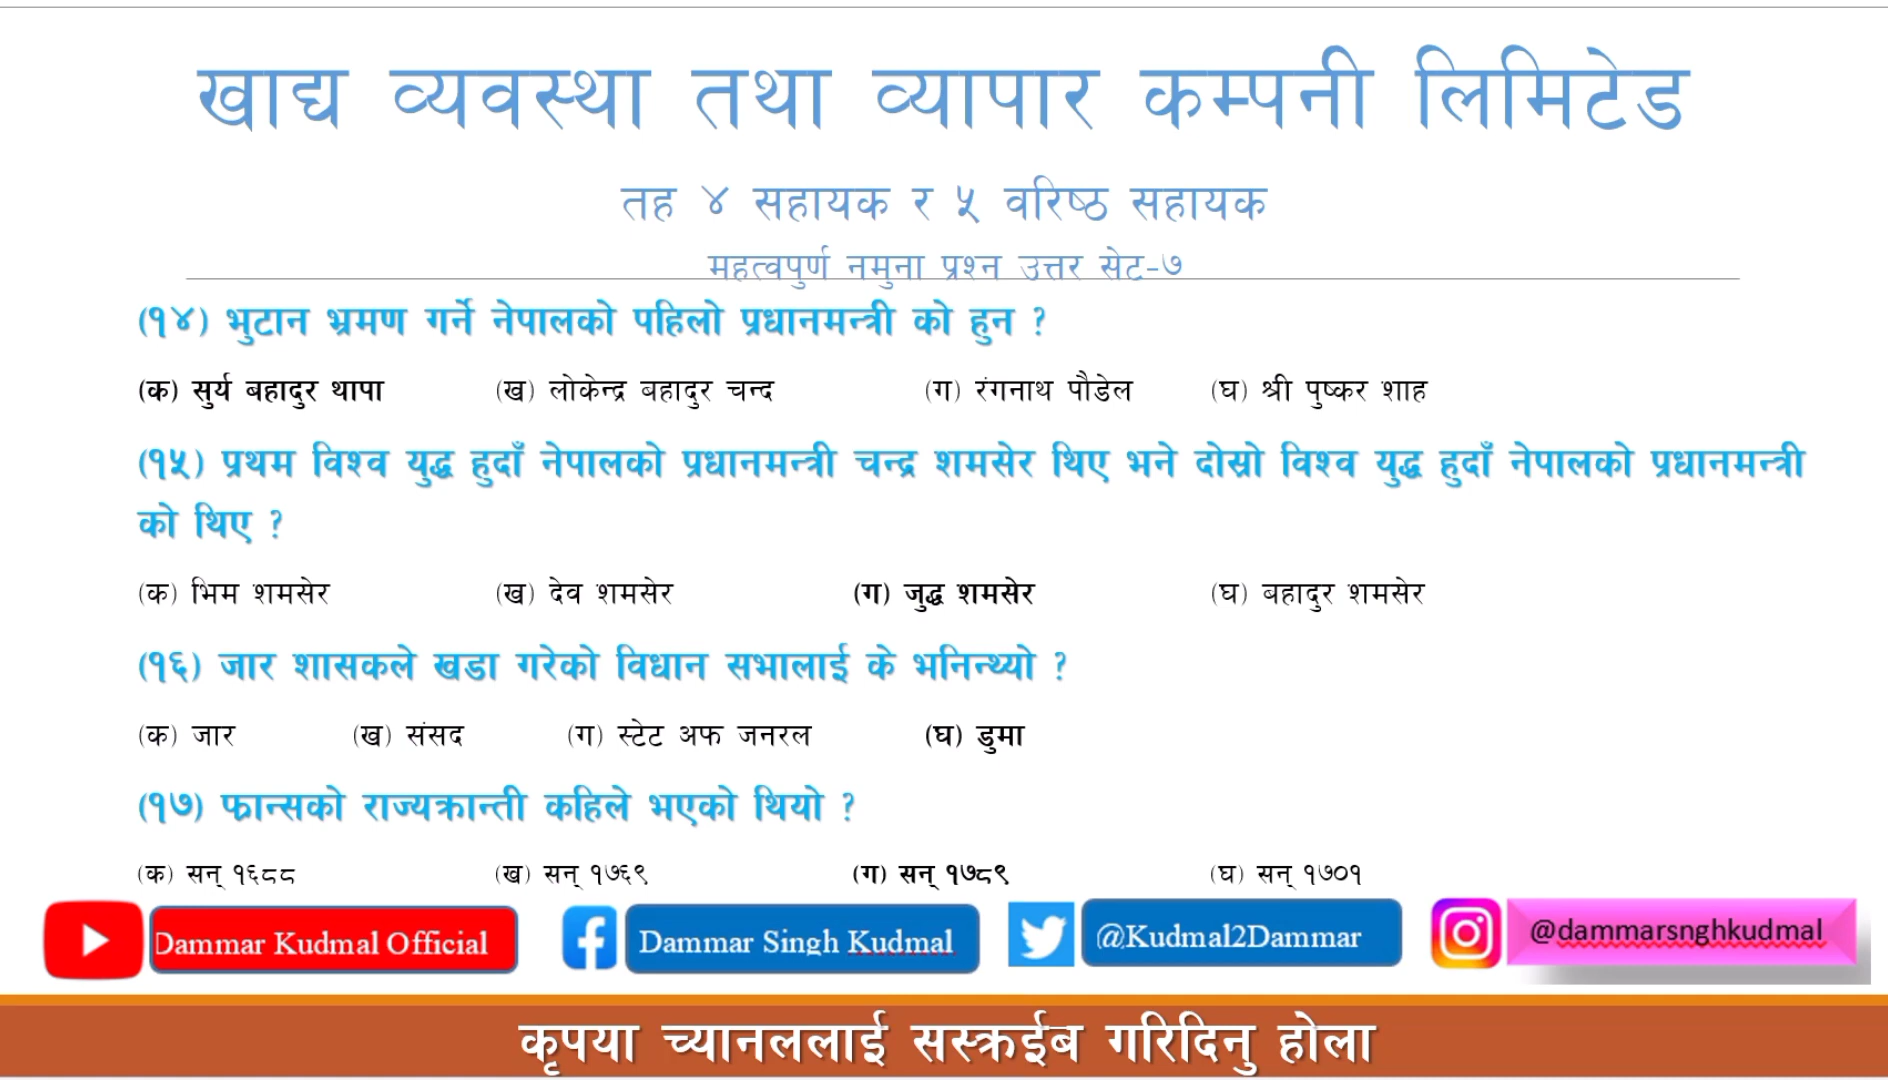 खाद्य व्यवस्था तथा व्यापार कम्पनी लिमिटेड
तह ४ सहायक र ५ वरिष्ठ सहायक
महत्वपुर्ण नमुना प्रश्न उत्तर सेट-७
(१४) भुटान भ्रमण गर्ने नेपालको पहिलो प्रधानमन्त्री को हुन ?
(क) सुर्य बहादुर थापा (ख) लोकेन्द्र बहादुर चन्द (ग) रंगनाथ पौडेल (घ) श्री पुष्कर शाह
(१५) प्रथम विश्व युद्ध हुदाँ नेपालको प्रधानमन्त्री चन्द्र शमसेर थिए भने दोस्रो विश्व युद्ध हुदाँ नेपालको प्रधानमन्त्री
को थिए ?
(क) भिम शमसेर (ख) देव शमसेर (ग) जुद्ध शमसेर (घ) बहादुर शमसेर
(१६) जार शासकले खडा गरेको विधान सभालाई के भनिन्थ्यो ?
(क) जार (ख) संसद (ग) स्टेट अफ जनरल (घ) डुमा
(१७) फ्रान्सको राज्यक्रान्ती कहिले भएको थियो ?
(क) सन् १६८८ (ख) सन् १७६९ (ग) सन् १७८९ (घ) सन् १७०१
Dammar Kudmal Official Dammar Singh Kudmal @Kudmal2Dammar @dammarsnghkudmal
कृपया च्यानललाई सस्क्रईब गरिदिनु होला